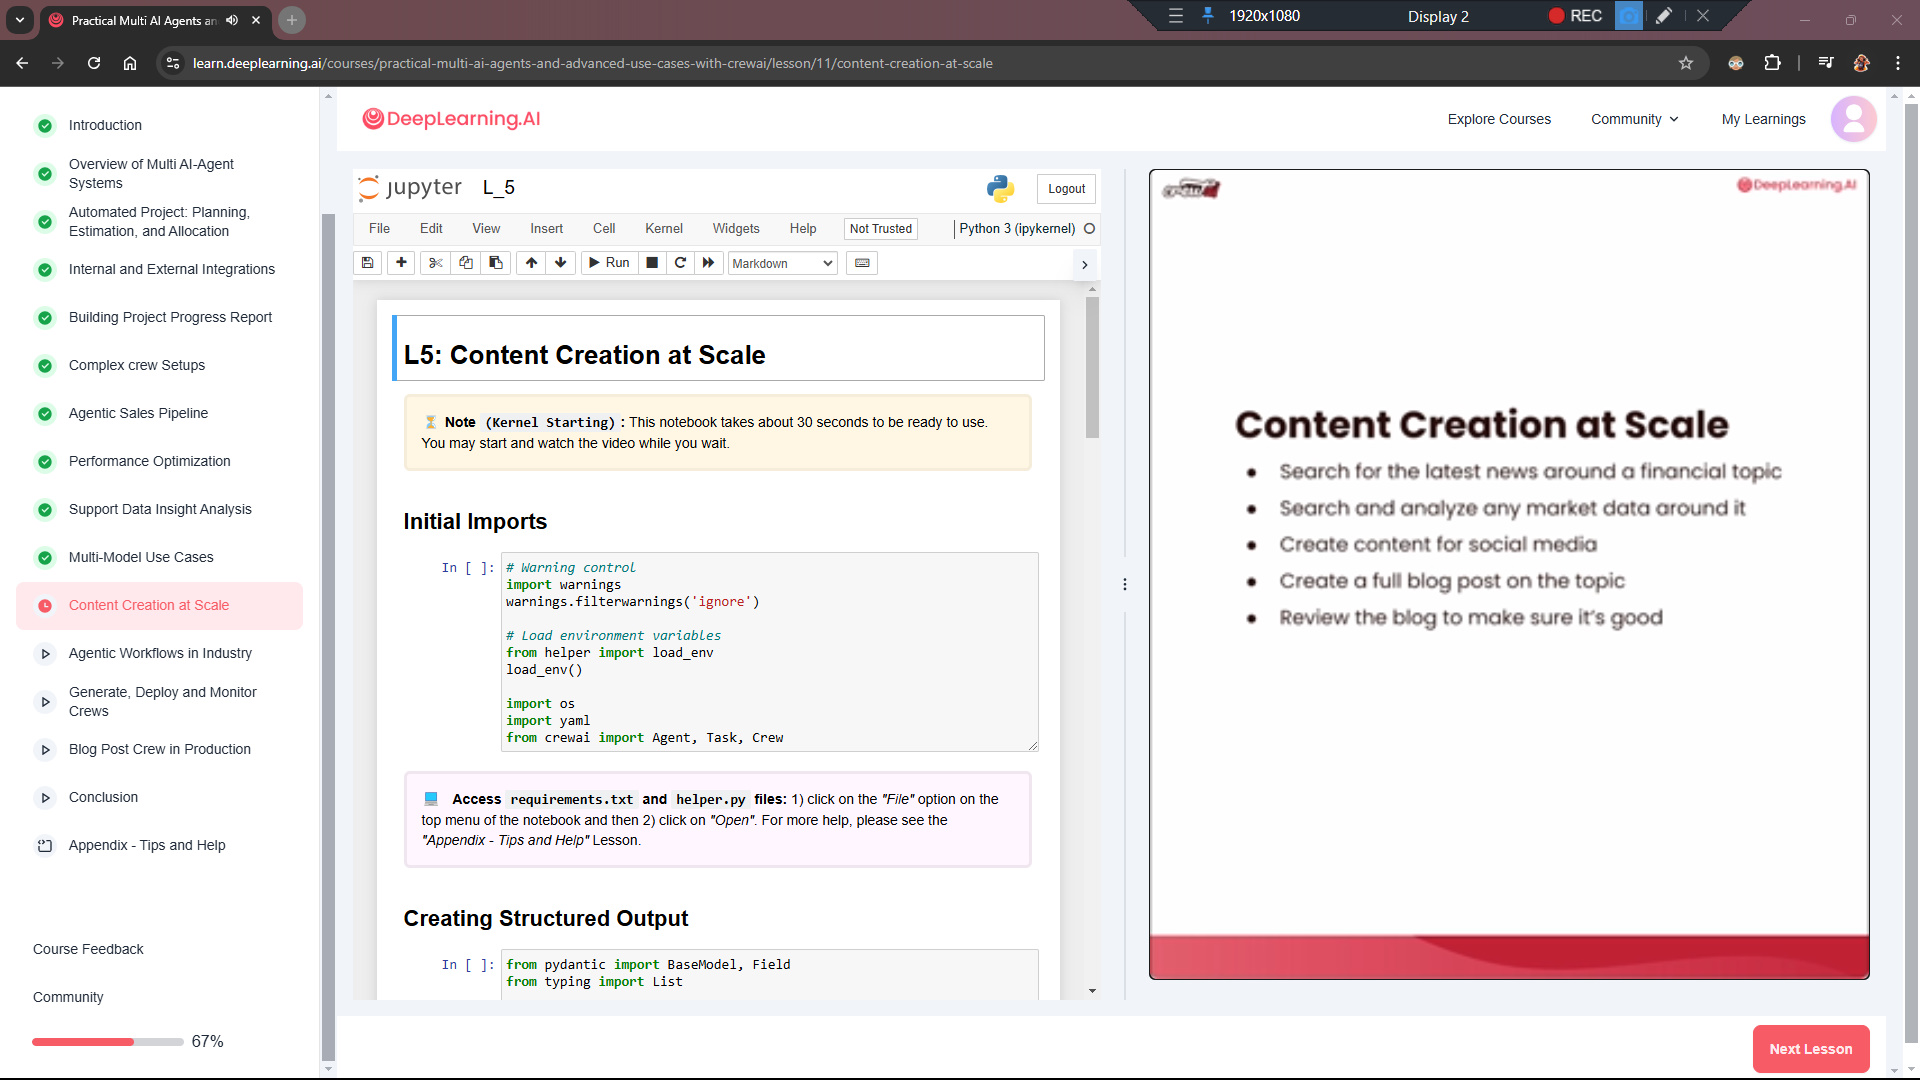 Practical Multi AI Agents an
1920x1080
Display 2
REC
learn.deeplearning.ai/courses/practical-multi-ai-agents-and-advanced-use-cases-with-crewai/lesson/11/content-creation-at-scale
Introduction
Overview of Multi AI-Agent
Systems
Automated Project: Planning,
Estimation, and Allocation
Internal and External Integrations
Building Project Progress Report
Complex crew Setups
Agentic Sales Pipeline
Performance Optimization
Support Data Insight Analysis
Multi-Model Use Cases
Content Creation at Scale
Agentic Workflows in Industry
Generate, Deploy and Monitor
Crews
Blog Post Crew in Production
Conclusion
Appendix - Tips and Help
Course Feedback
Community
67%
DeepLearning.AI
Explore Courses
Community
My Learnings
jupyter L_5
Logout
File Edit View Insert Cell Kernel Widgets Help
Not Trusted
Python 3 (ipykernel)
Run
Markdown
L5: Content Creation at Scale
⏳ Note (Kernel Starting) : This notebook takes about 30 seconds to be ready to use.
You may start and watch the video while you wait.
Initial Imports
In [ ]:
# Warning control
import warnings
warnings.filterwarnings('ignore')
# Load environment variables
from helper import load_env
load_env()
import os
import yaml
from crewai import Agent, Task, Crew
💻 Access requirements.txt and helper.py files: 1) click on the "File" option on the
top menu of the notebook and then 2) click on "Open". For more help, please see the
"Appendix - Tips and Help" Lesson.
Creating Structured Output
In [ ]:
from pydantic import BaseModel, Field
from typing import List
DeepLearning.AI
Content Creation at Scale
• Search for the latest news around a financial topic
• Search and analyze any market data around it
• Create content for social media
• Create a full blog post on the topic
• Review the blog to make sure it's good
Next Lesson